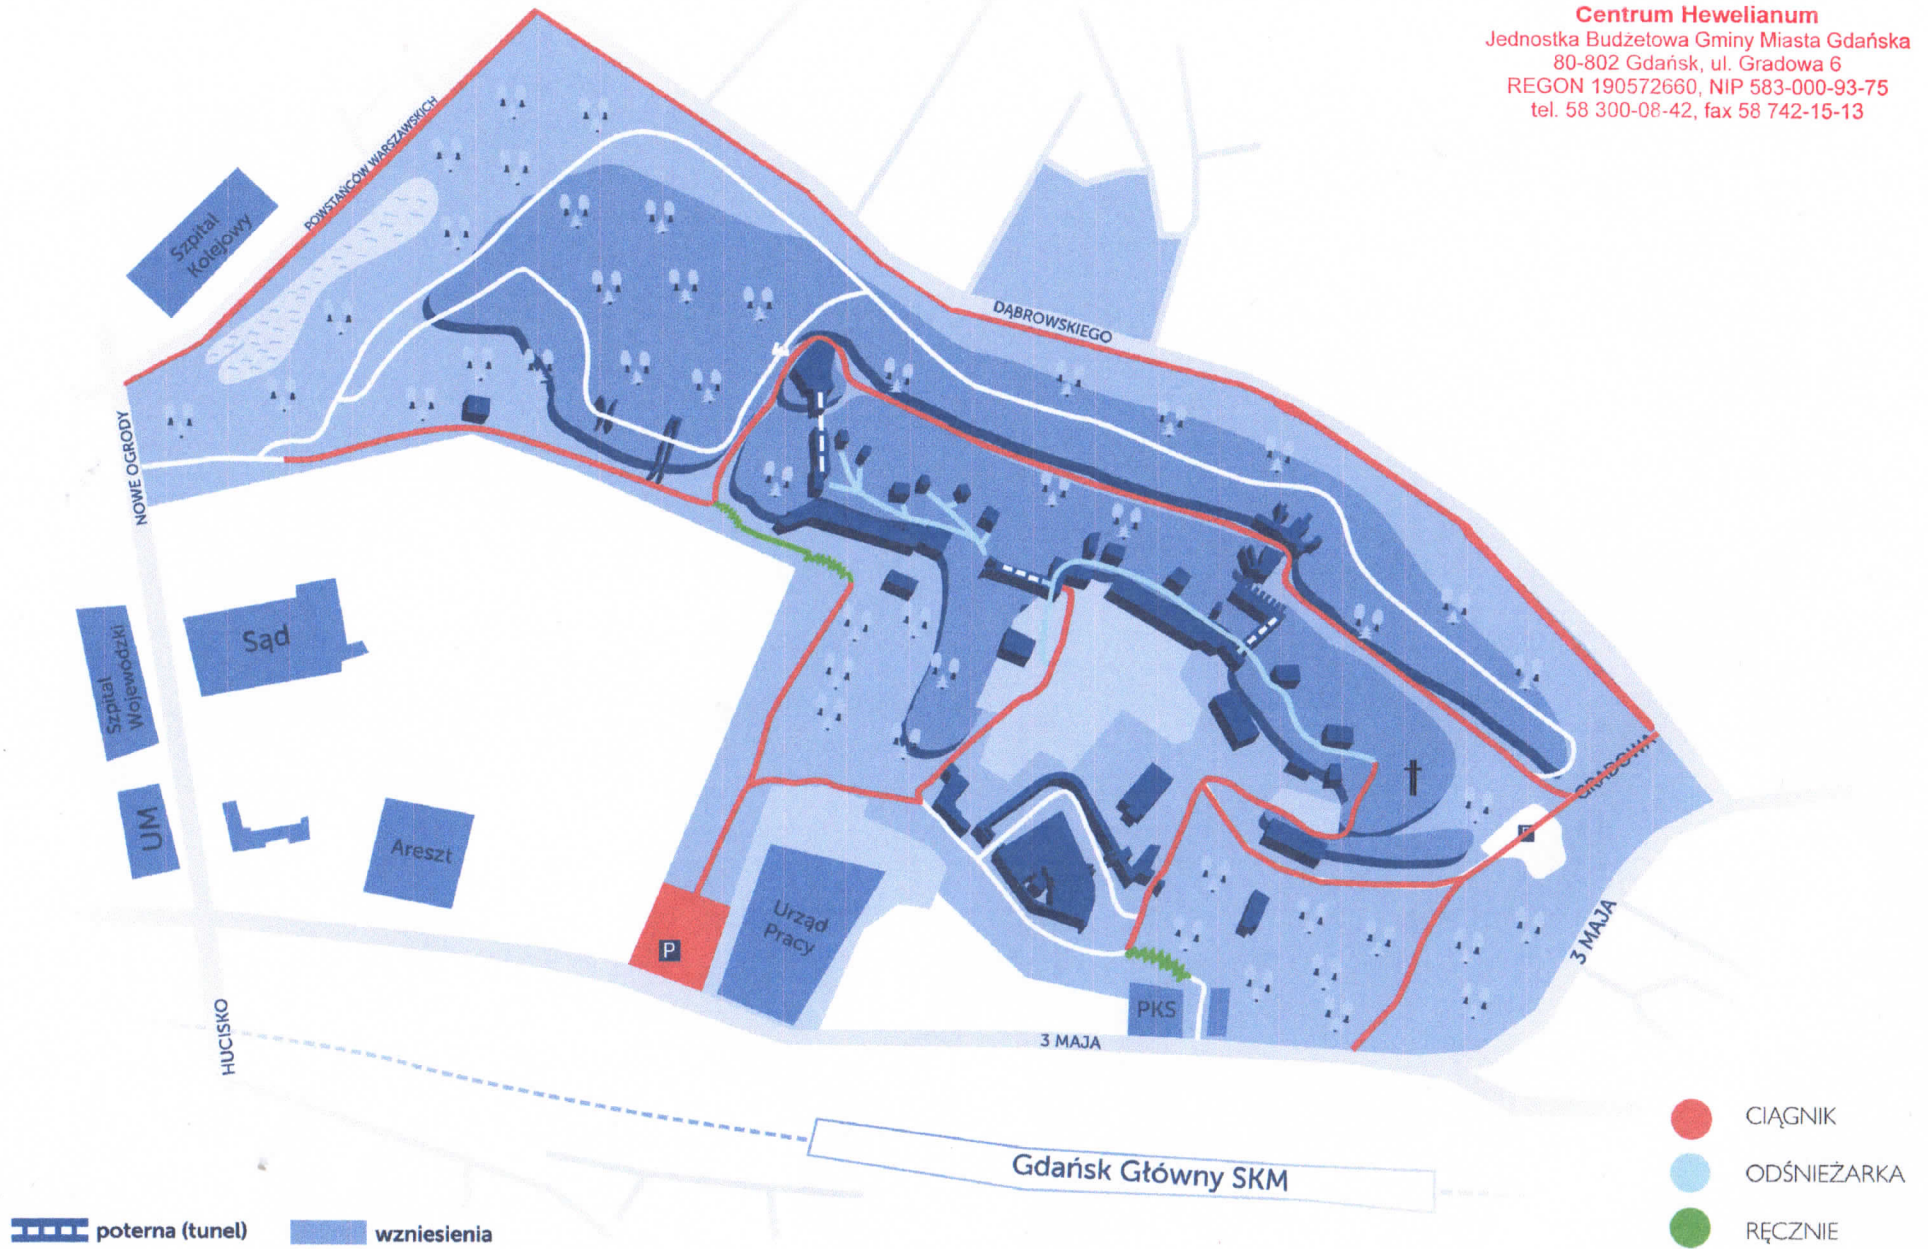 Centrum Hewelianum
Jednostka Budżetowa Gminy Miasta Gdańska
80-802 Gdańsk, ul. Gradowa 6
REGON 190572660, NIP 583-000-93-75
tel. 58 300-08-42, fax 58 742-15-13
POWSTAŃCÓW WARSZAWSKICH
Szpital
Kolejowy
DĄBROWSKIEGO
NOWE OGRODY
Sąd
Szpital
Wojewódzki
UM
Areszt
GRADOWA
P
Urząd
Pracy
P
3 MAJA
PKS
3 MAJA
HUCISKO
Gdańsk Główny SKM
CIĄGNIK
ODŚNIEŻARKA
RĘCZNIE
poterna (tunel)
wzniesienia